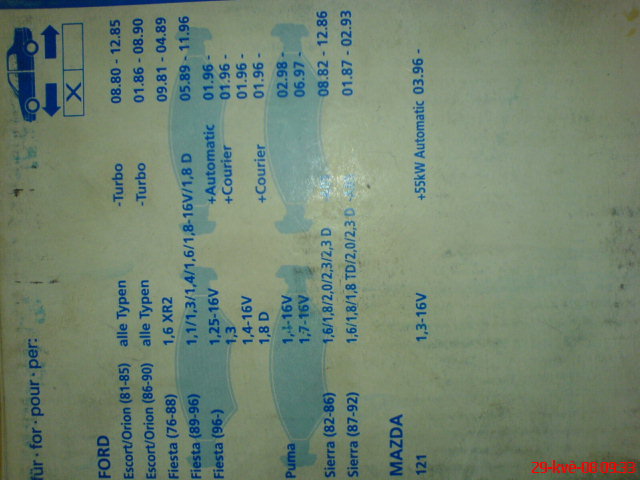 für · for · pour · per:
X
FORD
Escort/Orion (81-85) alle Typen -Turbo 08.80 - 12.85
Escort/Orion (86-90) alle Typen -Turbo 01.86 - 08.90
Fiesta (76-88) 1,6 XR2 09.81 - 04.89
Fiesta (89-96) 1,1/1,3/1,4/1,6/1,8-16V/1,8 D 05.89 - 11.96
Fiesta (96-) 1,25-16V +Automatic 01.96 -
1,3 +Courier 01.96 -
1,4-16V 01.96 -
1,8 D +Courier 01.96 -
Puma 1,4-16V 02.98 -
1,7-16V 06.97 -
Sierra (82-86) 1,6/1,8/2,0/2,3/2,3 D 08.82 - 12.86
Sierra (87-92) 1,6/1,8/1,8 TD/2,0/2,3 D 01.87 - 02.93
MAZDA
121 1,3-16V +55kW Automatic 03.96 -